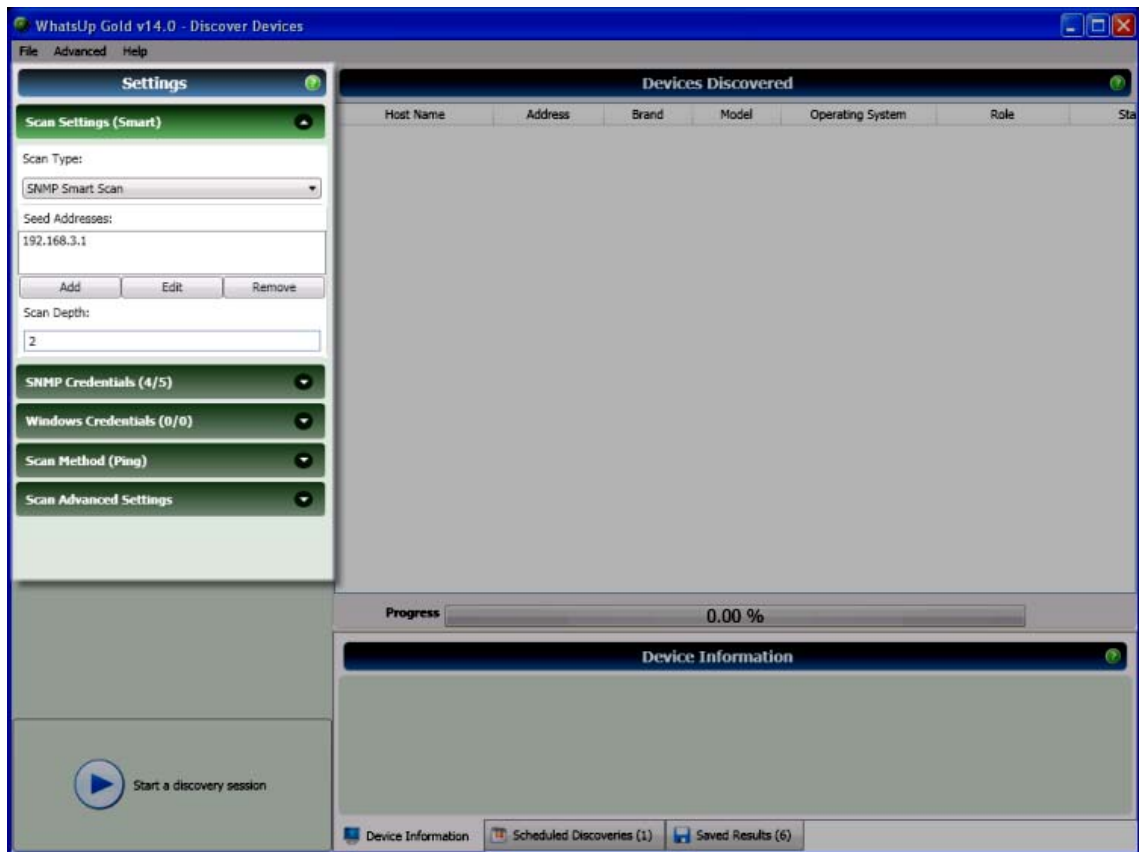 WhatsUp Gold v14.0 - Discover Devices
File Advanced Help
Settings
Scan Settings (Smart)
Scan Type:
SNMP Smart Scan
Seed Addresses:
192.168.3.1
Add Edit Remove
Scan Depth:
2
SNMP Credentials (4/5)
Windows Credentials (0/0)
Scan Method (Ping)
Scan Advanced Settings
Start a discovery session
Devices Discovered
Host Name Address Brand Model Operating System Role Sta
Progress 0.00 %
Device Information
Device Information Scheduled Discoveries (1) Saved Results (6)